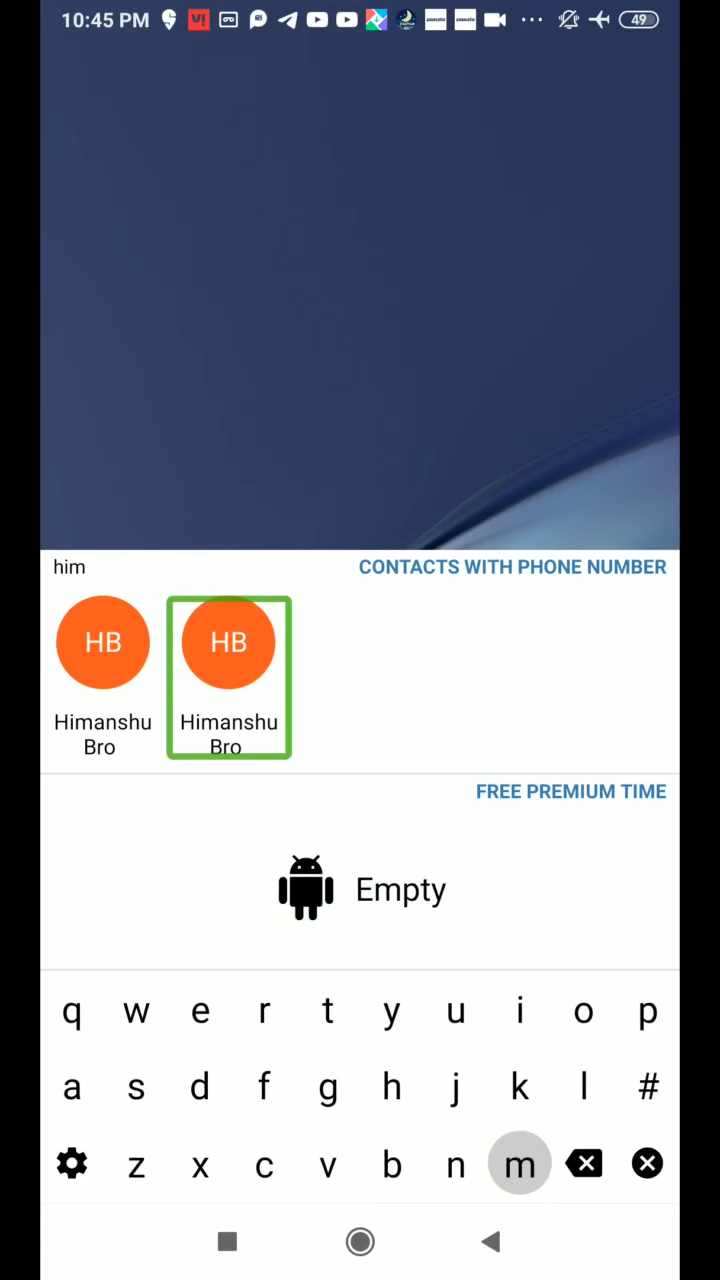 10:45 PM 49
him CONTACTS WITH PHONE NUMBER
HB HB
Himanshu Himanshu
Bro Bro
FREE PREMIUM TIME
Empty
q w e r t y u i o p
a s d f g h j k l #
z x c v b n m